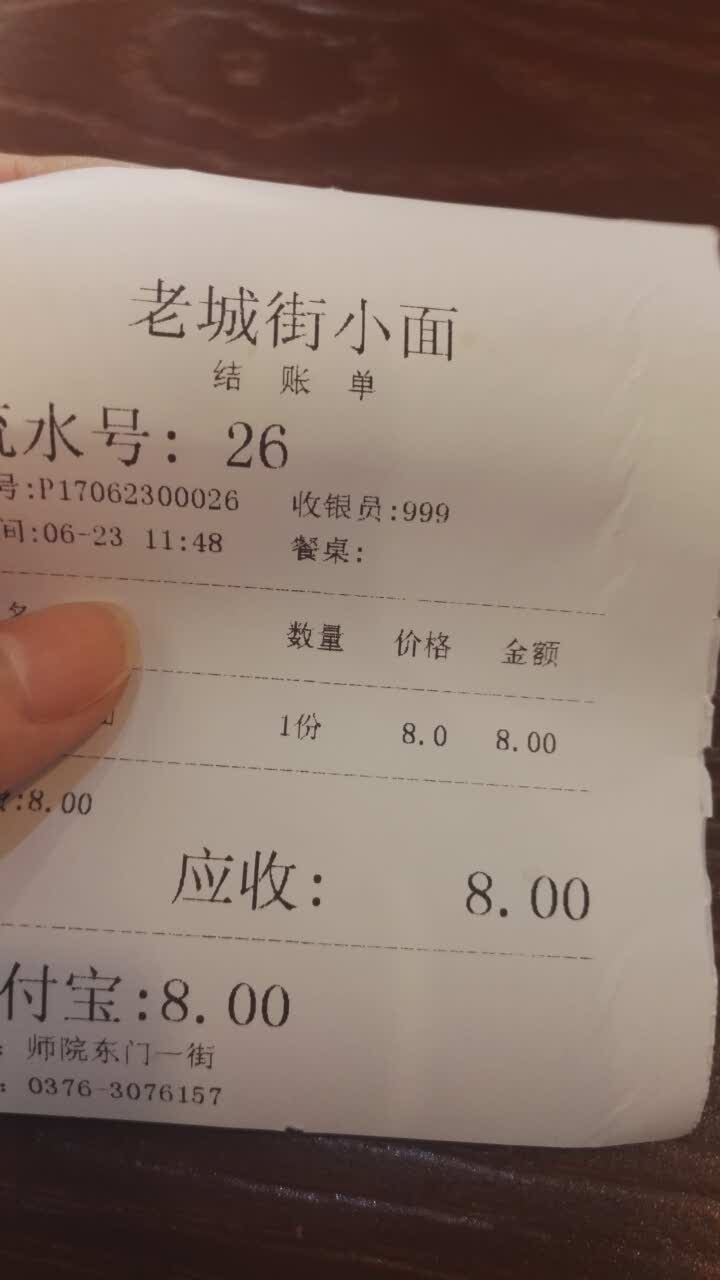 老城街小面
结 账 单
流水号: 26
号:P17062300026 收银员:999
间:06-23 11:48 餐桌:
名 数量 价格 金额
1份 8.0 8.00
:8.00
应收: 8.00
付宝:8.00
: 师院东门一街
: 0376-3076157